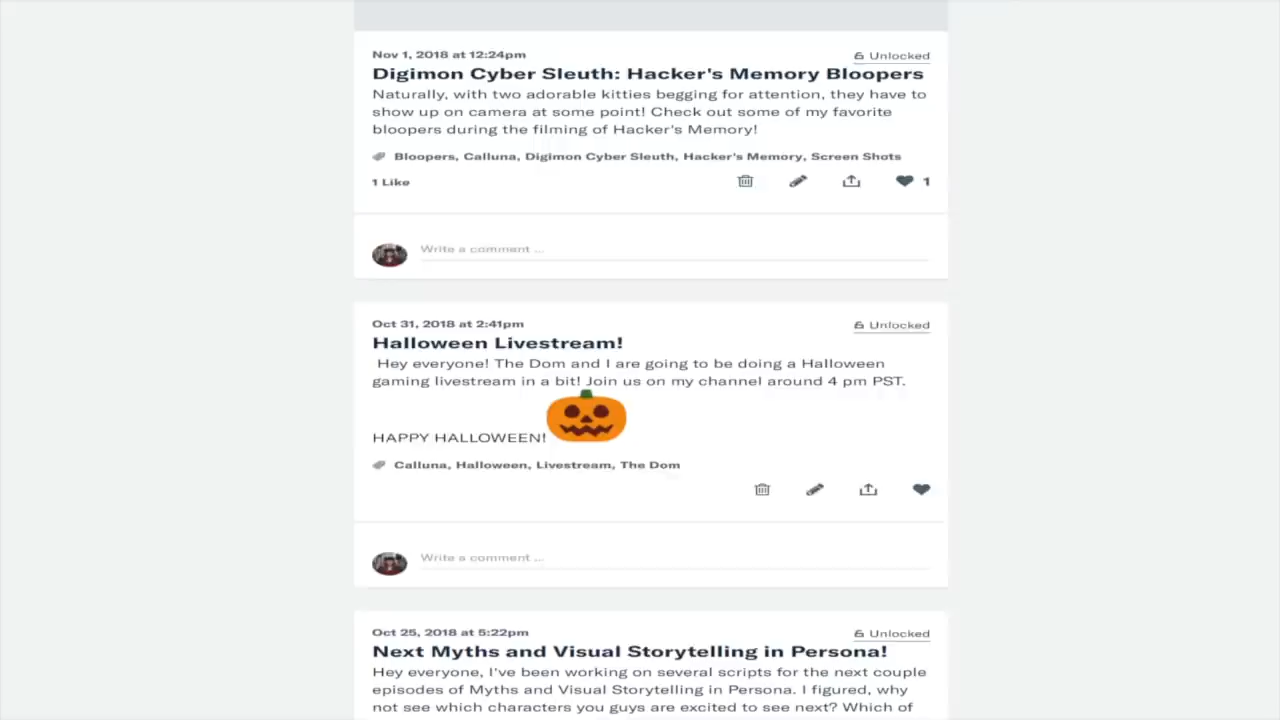 Nov 1, 2018 at 12:24pm
Unlocked
Digimon Cyber Sleuth: Hacker's Memory Bloopers
Naturally, with two adorable kitties begging for attention, they have to
show up on camera at some point! Check out some of my favorite
bloopers during the filming of Hacker's Memory!
Bloopers, Calluna, Digimon Cyber Sleuth, Hacker's Memory, Screen Shots
1 Like
1
Write a comment ...
Oct 31, 2018 at 2:41pm
Unlocked
Halloween Livestream!
Hey everyone! The Dom and I are going to be doing a Halloween
gaming livestream in a bit! Join us on my channel around 4 pm PST.
HAPPY HALLOWEEN!
Calluna, Halloween, Livestream, The Dom
Write a comment ...
Oct 25, 2018 at 5:22pm
Unlocked
Next Myths and Visual Storytelling in Persona!
Hey everyone, I've been working on several scripts for the next couple
episodes of Myths and Visual Storytelling in Persona. I figured, why
not see which characters you guys are excited to see next? Which of